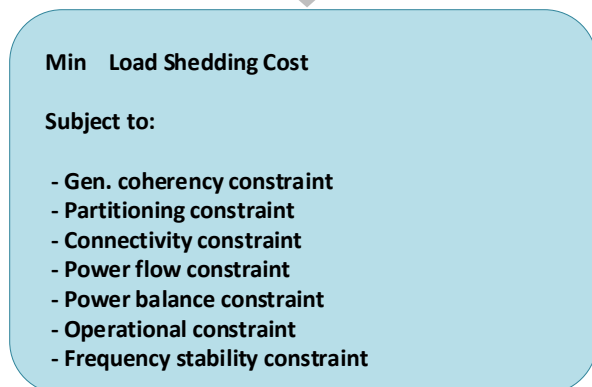 Min Load Shedding Cost
Subject to:
- Gen. coherency constraint
- Partitioning constraint
- Connectivity constraint
- Power flow constraint
- Power balance constraint
- Operational constraint
- Frequency stability constraint